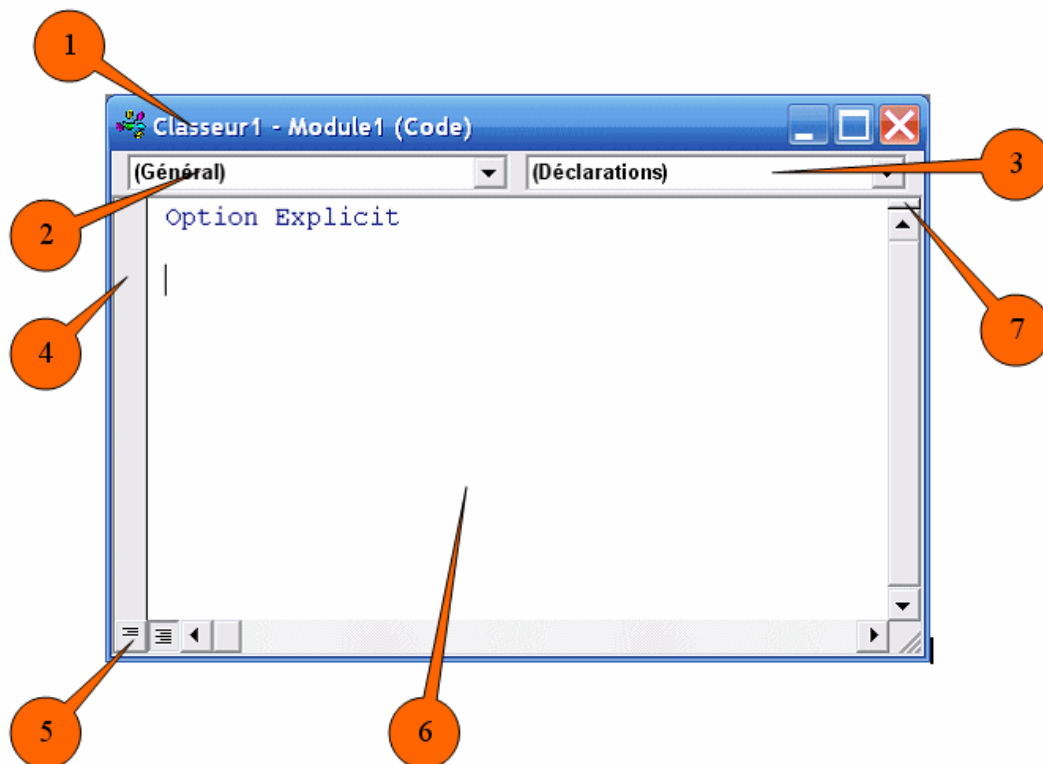 1
Classeur1 - Module1 (Code)
(Général)
(Déclarations)
3
Option Explicit
2
7
4
5
6